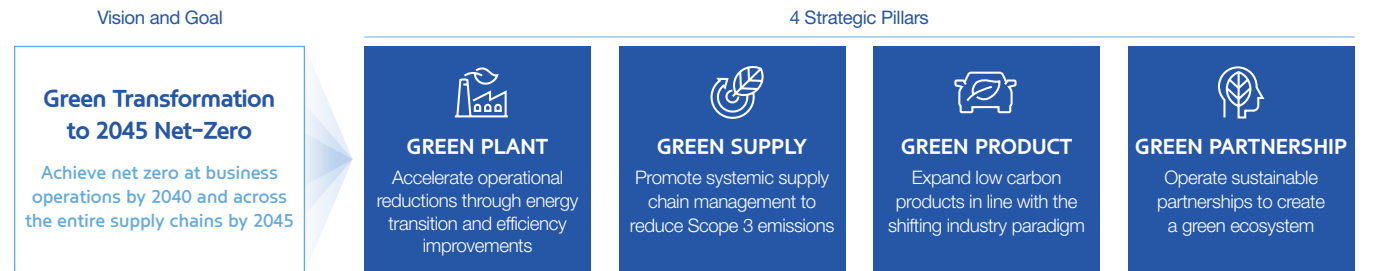 Vision and Goal
4 Strategic Pillars
Green Transformation
to 2045 Net-Zero
Achieve net zero at business
operations by 2040 and across
the entire supply chains by 2045
GREEN PLANT
Accelerate operational
reductions through energy
transition and efficiency
improvements
GREEN SUPPLY
Promote systemic supply
chain management to
reduce Scope 3 emissions
GREEN PRODUCT
Expand low carbon
products in line with the
shifting industry paradigm
GREEN PARTNERSHIP
Operate sustainable
partnerships to create
a green ecosystem